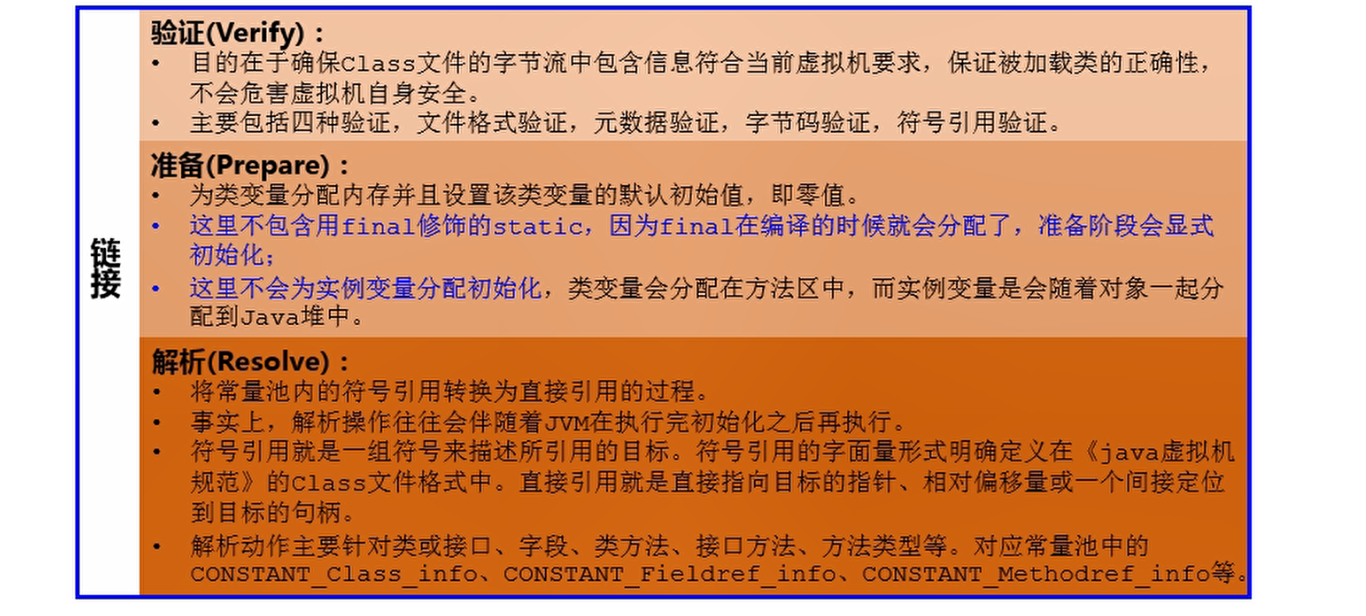 链接
验证(Verify)：
• 目的在于确保Class文件的字节流中包含信息符合当前虚拟机要求，保证被加载类的正确性，
不会危害虚拟机自身安全。
• 主要包括四种验证，文件格式验证，元数据验证，字节码验证，符号引用验证。
准备(Prepare)：
• 为类变量分配内存并且设置该类变量的默认初始值，即零值。
• 这里不包含用final修饰的static，因为final在编译的时候就会分配了，准备阶段会显式
初始化；
• 这里不会为实例变量分配初始化，类变量会分配在方法区中，而实例变量是会随着对象一起分
配到Java堆中。
解析(Resolve)：
• 将常量池内的符号引用转换为直接引用的过程。
• 事实上，解析操作往往会伴随着JVM在执行完初始化之后再执行。
• 符号引用就是一组符号来描述所引用的目标。符号引用的字面量形式明确定义在《java虚拟机
规范》的Class文件格式中。直接引用就是直接指向目标的指针、相对偏移量或一个间接定位
到目标的句柄。
• 解析动作主要针对类或接口、字段、类方法、接口方法、方法类型等。对应常量池中的
CONSTANT_Class_info、CONSTANT_Fieldref_info、CONSTANT_Methodref_info等。